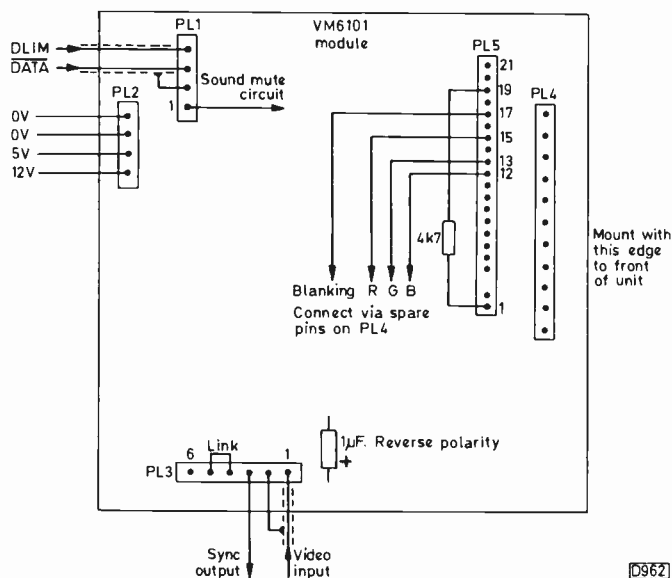 VM6101
module
PL1
DLIM
DATA
Sound mute
circuit
1
PL2
0V
0V
5V
12V
PL5
21
19
17
15
13
12
1
PL4
4k7
Mount with
this edge
to front
of unit
Blanking R G B
Connect via spare
pins on PL4
1µF. Reverse polarity
+
PL3
6
Link
1
Sync
output
Video
input
D962